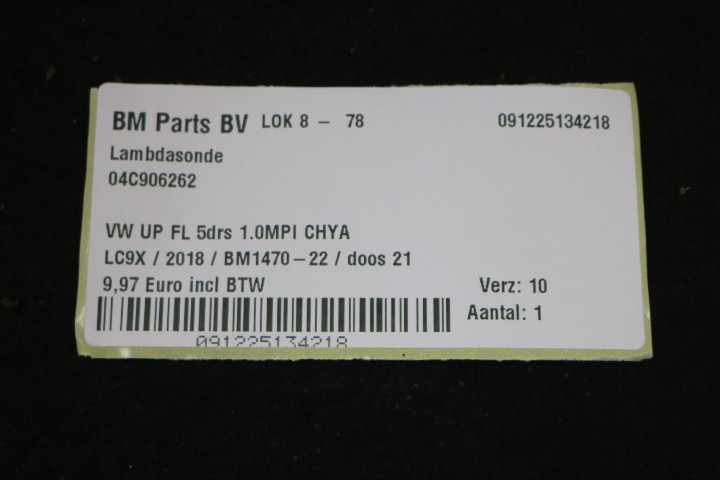 BM Parts BV LOK 8 - 78 091225134218
Lambdasonde
04C906262
VW UP FL 5drs 1.0MPI CHYA
LC9X / 2018 / BM1470-22 / doos 21
9,97 Euro incl BTW Verz: 10
Aantal: 1
091225134218